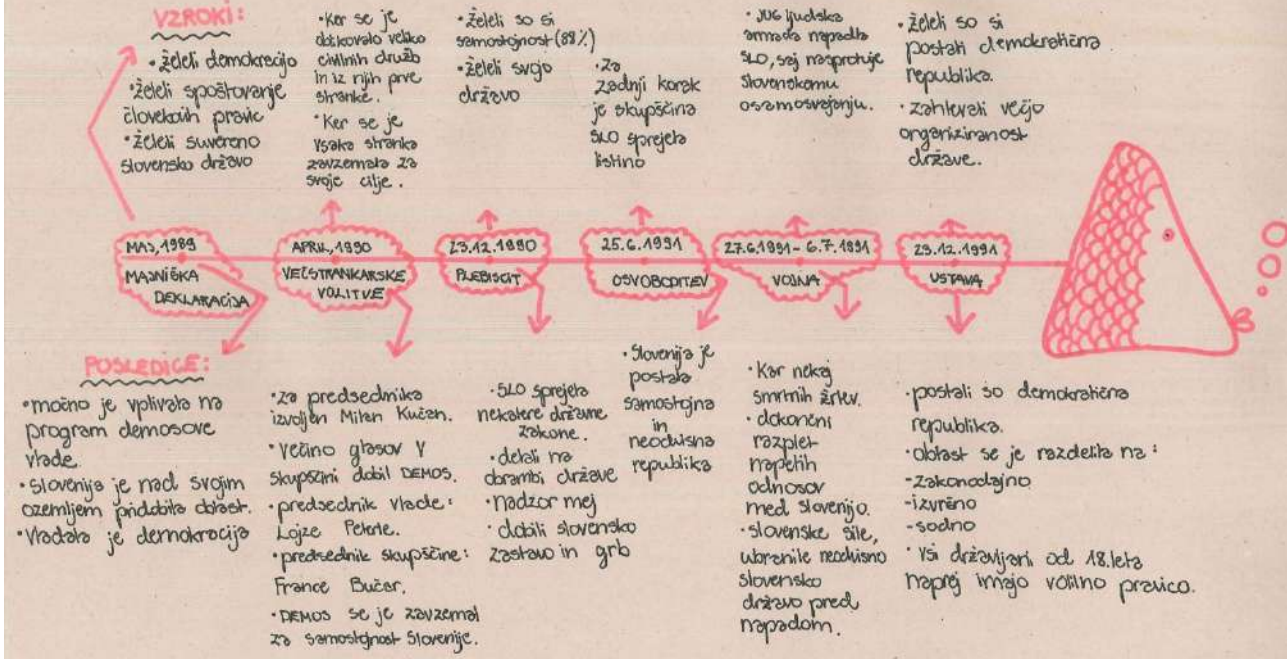 VZROKI:
• želeli demokracijo
• želeli spoštovanje
človekovih pravic
• želeli suvereno
slovensko državo
• Ker se je
oblikovalo veliko
civilnih družb
in iz njih prve
stranke.
• Ker se je
vsaka stranka
zavzemala za
svoje cilje.
• želeli so si
samostojnost (88%)
• želeli svojo
državo
• za
zadnji korak
je skupščina
SLO sprejela
listino
• JUG ljudska
armada napadla
SLO, saj nasprotuje
slovenskomu
osamosvajanju.
• želeli so si
postati demokratična
republika.
• zahtevali večjo
organiziranost
države.
MAJ, 1989
MAJNIŠKA
DEKLARACIJA
APRIL, 1990
VEČSTRANKARSKE
VOLITVE
23.12.1990
PLEBISCIT
25.6.1991
OSVOBODITEV
27.6.1991 - 6.7.1991
VOJNA
23.12.1991
USTAVA
POSLEDICE:
• močno je vplivala na
program demosove
vlade.
• Slovenija je nad svojim
ozemljem pridobila oblast.
• Vladala je demokracija
• za predsednika
izvoljen Milan Kučan.
• večino glasov v
skupščini dobil DEMOS.
• predsednik vlade:
Lojze Peterle.
• predsednik skupščine:
France Bučar.
• DEMOS se je zavzemal
za samostojnost Slovenije.
• SLO sprejela
nekatere državne
zakone.
• delali na
obrambi države
• nadzor mej
• dobili slovensko
zastavo in grb
• Slovenija je
postala
samostojna
in
neodvisna
republika
• Kar nekaj
smrtnih žrtev.
• dokončni
razplet
napetih
odnosov
med slovenijo.
• slovenske sile,
ubranile neodvisno
slovensko
državo pred
napadom.
• postali so demokratična
republika.
• oblast se je razdelila na:
- zakonodajno
- izvršno
- sodno
• Vsi državljani od 18.leta
naprej imajo volilno pravico.